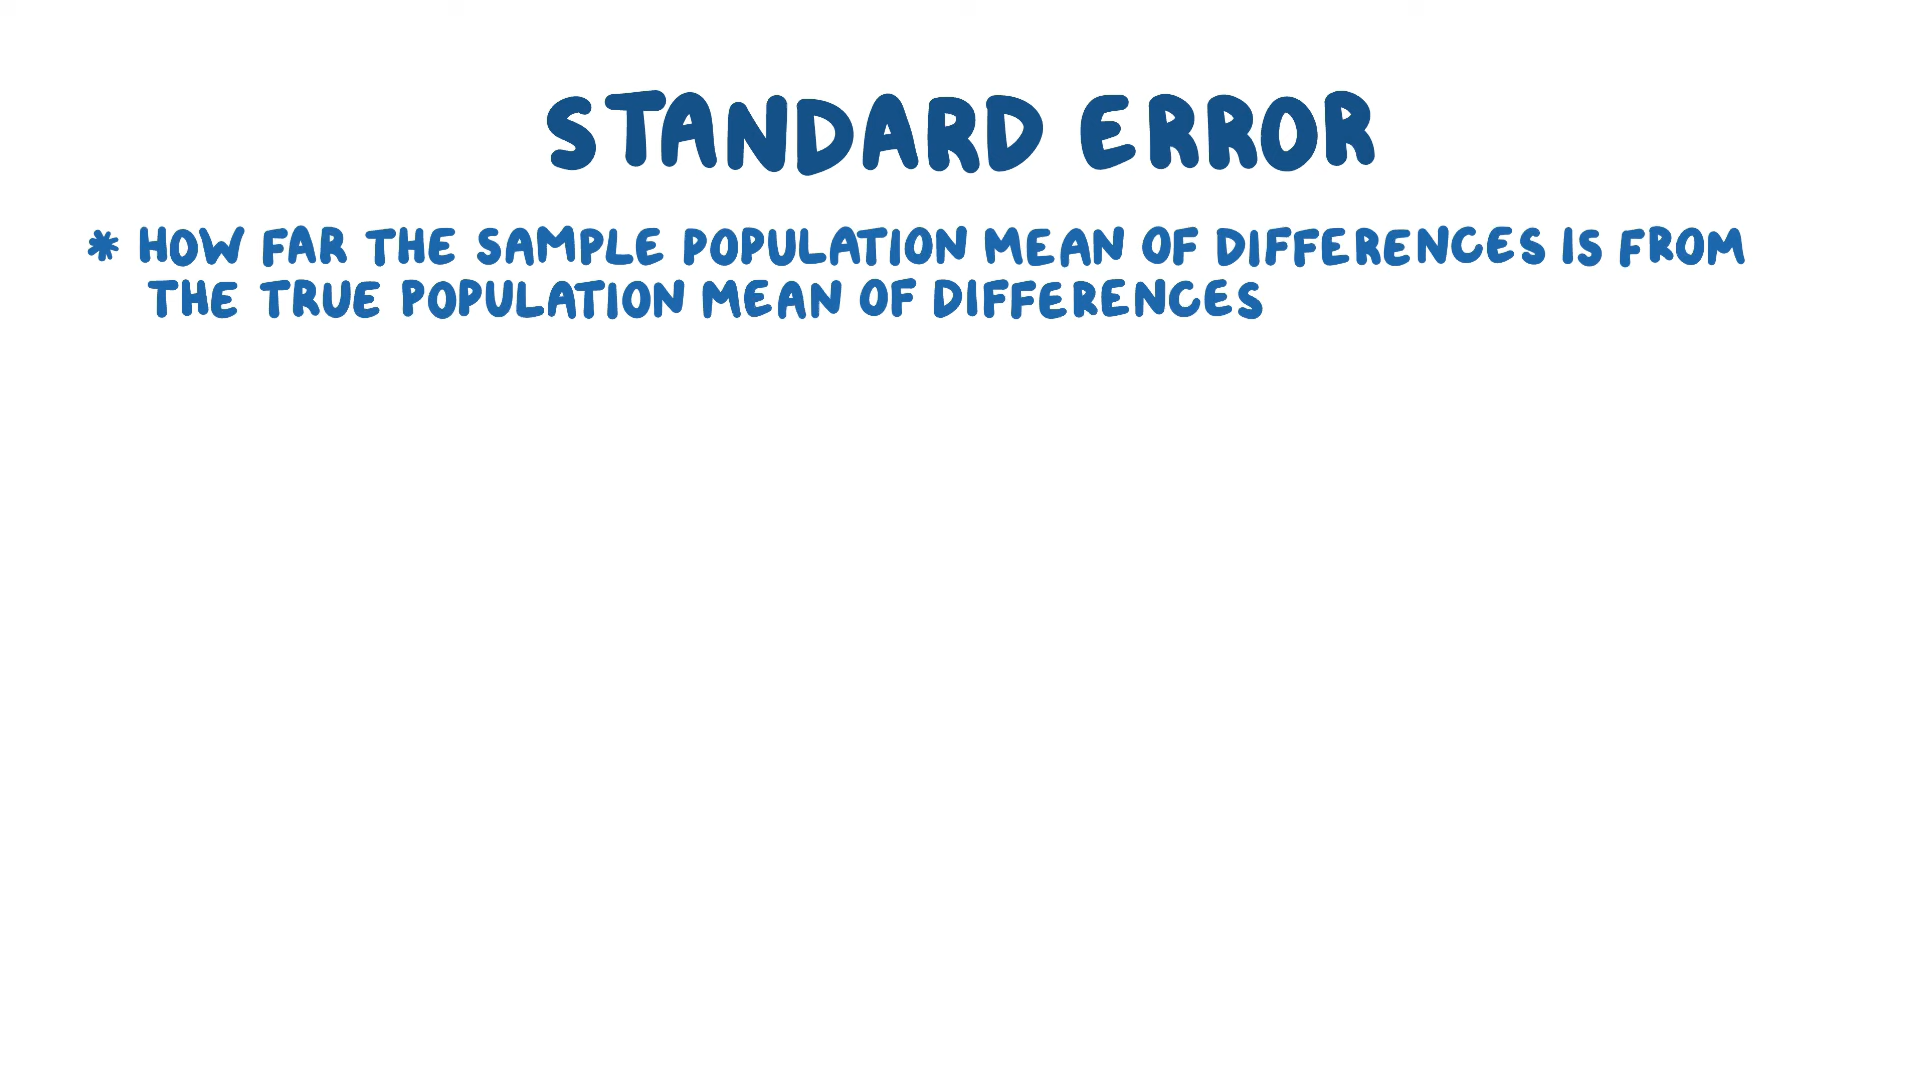 STANDARD ERROR
* HOW FAR THE SAMPLE POPULATION MEAN OF DIFFERENCES IS FROM
THE TRUE POPULATION MEAN OF DIFFERENCES